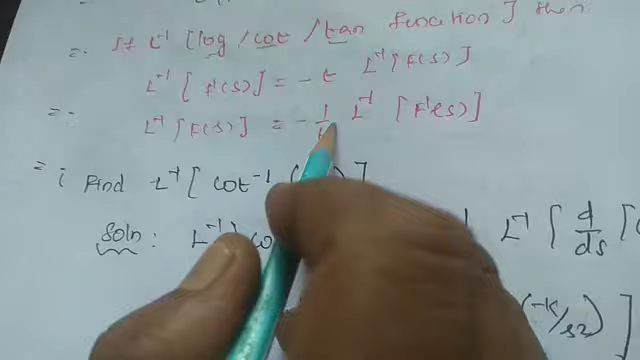 =. If L⁻¹ [log / cot / tan function] then
L⁻¹ [F'(s)] = - t L⁻¹ [F(s)]
=. L⁻¹ [F(s)] = - 1/t L⁻¹ [F'(s)]
=: Find L⁻¹ [cot⁻¹ ( )]
Soln : L⁻¹ L⁻¹ [d/ds [
(-k/s2)]